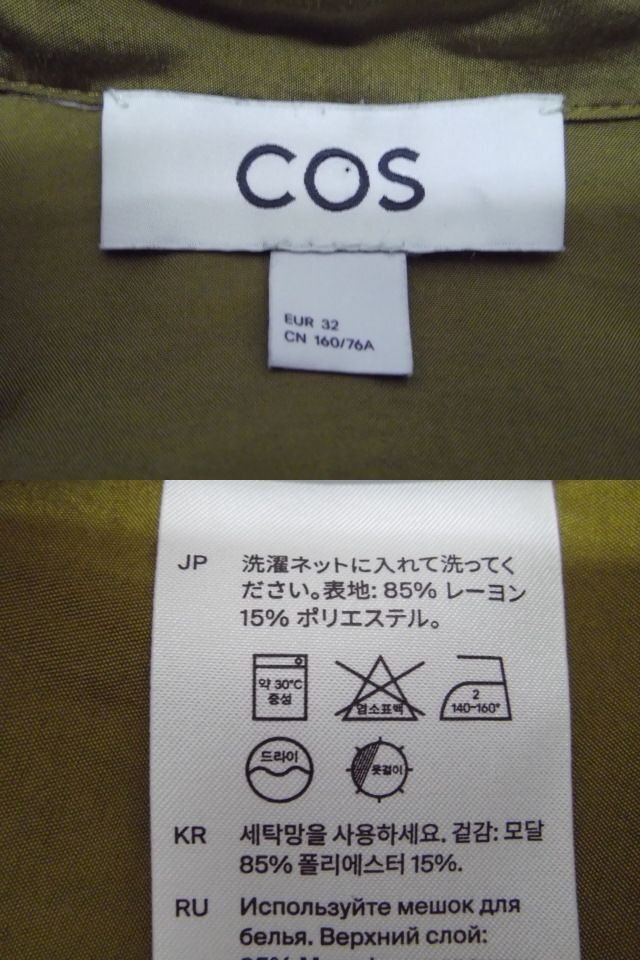 COS
EUR 32
CN 160/76A
JP 洗濯ネットに入れて洗ってく
ださい。表地: 85% レーヨン
15% ポリエステル。
약 30°C
중성
염소표백
2
140-160°
드라이
옷걸이
KR 세탁망을 사용하세요. 겉감: 모달
85% 폴리에스터 15%.
RU Используйте мешок для
белья. Верхний слой: